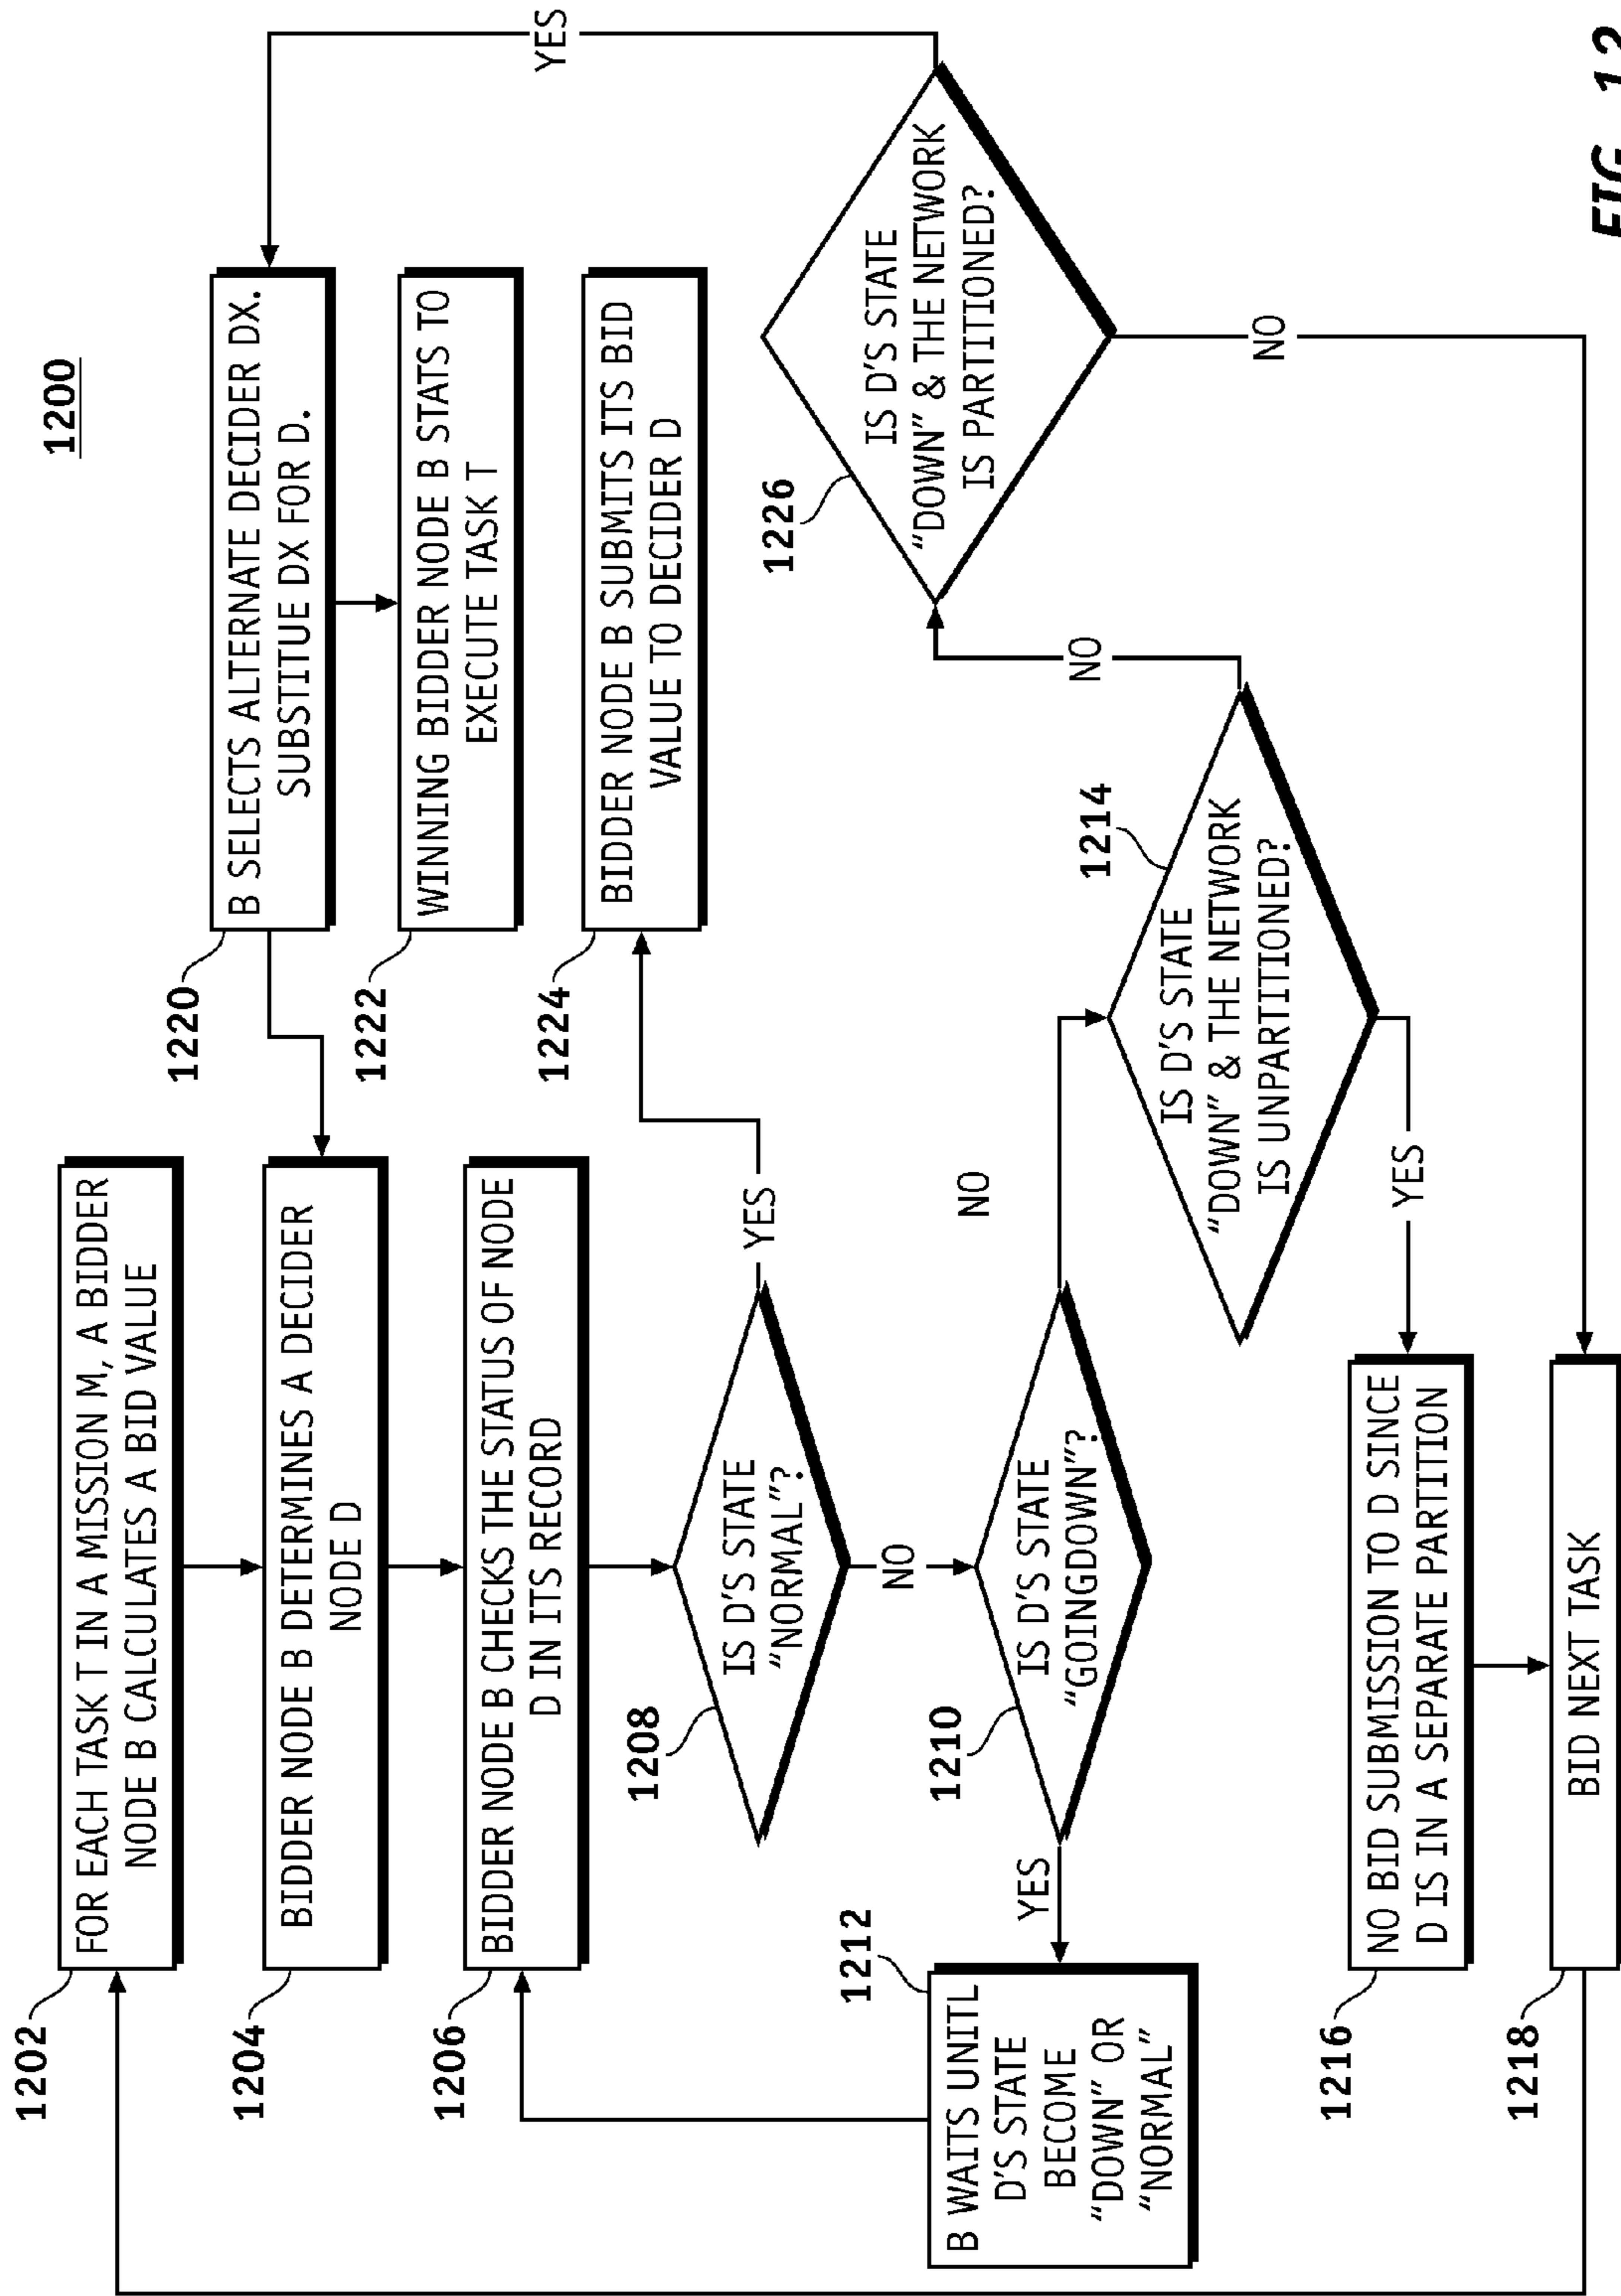 1200
1202
FOR EACH TASK T IN A MISSION M, A BIDDER
NODE B CALCULATES A BID VALUE
1204
BIDDER NODE B DETERMINES A DECIDER
NODE D
1206
BIDDER NODE B CHECKS THE STATUS OF NODE
D IN ITS RECORD
1208
IS D'S STATE
"NORMAL"?
YES
NO
1210
IS D'S STATE
"GOINGDOWN"?
YES
NO
1212
B WAITS UNITL
D'S STATE
BECOME
"DOWN" OR
"NORMAL"
1214
IS D'S STATE
"DOWN" & THE NETWORK
IS UNPARTITIONED?
YES
NO
1216
NO BID SUBMISSION TO D SINCE
D IS IN A SEPARATE PARTITION
1218
BID NEXT TASK
1220
B SELECTS ALTERNATE DECIDER DX.
SUBSTITUE DX FOR D.
1222
WINNING BIDDER NODE B STATS TO
EXECUTE TASK T
1224
BIDDER NODE B SUBMITS ITS BID
VALUE TO DECIDER D
1226
IS D'S STATE
"DOWN" & THE NETWORK
IS PARTITIONED?
YES
NO
FIG. 12